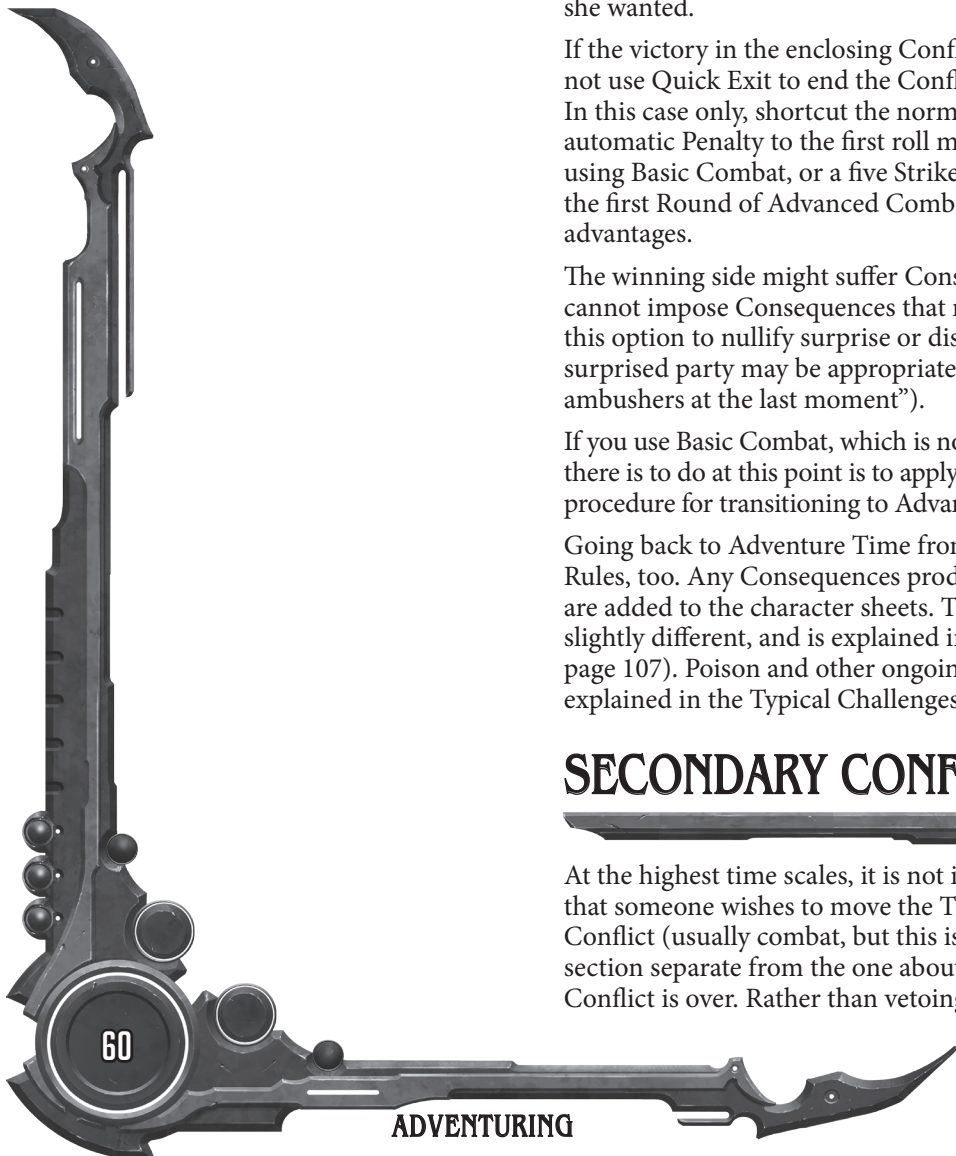 she wanted.
If the victory in the enclosing Conf
not use Quick Exit to end the Confl
In this case only, shortcut the norm
automatic Penalty to the first roll m
using Basic Combat, or a five Strike
the first Round of Advanced Comb
advantages.
The winning side might suffer Cons
cannot impose Consequences that
this option to nullify surprise or dis
surprised party may be appropriate
ambushers at the last moment”).
If you use Basic Combat, which is no
there is to do at this point is to apply
procedure for transitioning to Advan
Going back to Adventure Time from
Rules, too. Any Consequences prod
are added to the character sheets. T
slightly different, and is explained in
page 107). Poison and other ongoin
explained in the Typical Challenges
SECONDARY CONF
At the highest time scales, it is not i
that someone wishes to move the T
Conflict (usually combat, but this is
section separate from the one about
Conflict is over. Rather than vetoing
60
ADVENTURING